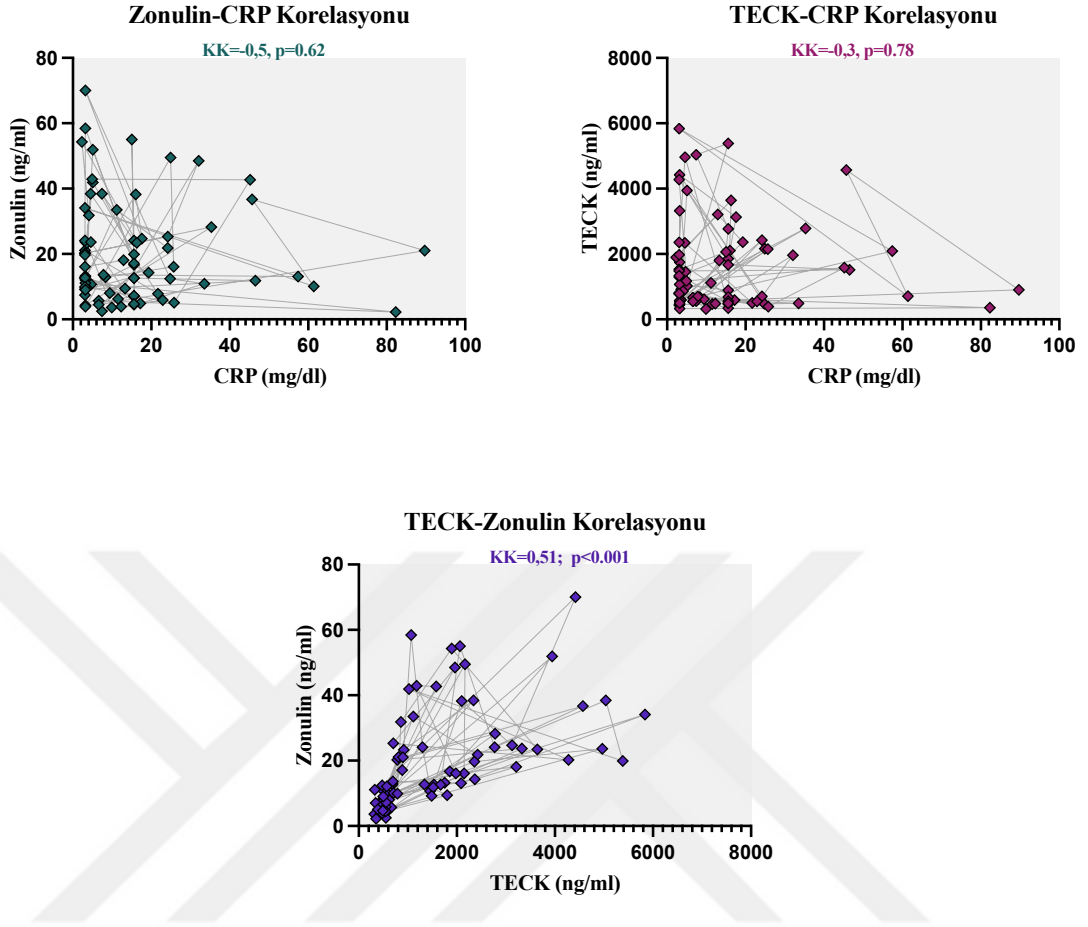 Zonulin-CRP Korelasyonu
KK=-0,5, p=0.62
80
60
40
20
0
Zonulin (ng/ml)
0 20 40 60 80 100
CRP (mg/dl)
TECK-CRP Korelasyonu
KK=-0,3, p=0.78
8000
6000
4000
2000
0
TECK (ng/ml)
0 20 40 60 80 100
CRP (mg/dl)
TECK-Zonulin Korelasyonu
KK=0,51; p<0.001
80
60
40
20
0
Zonulin (ng/ml)
0 2000 4000 6000 8000
TECK (ng/ml)